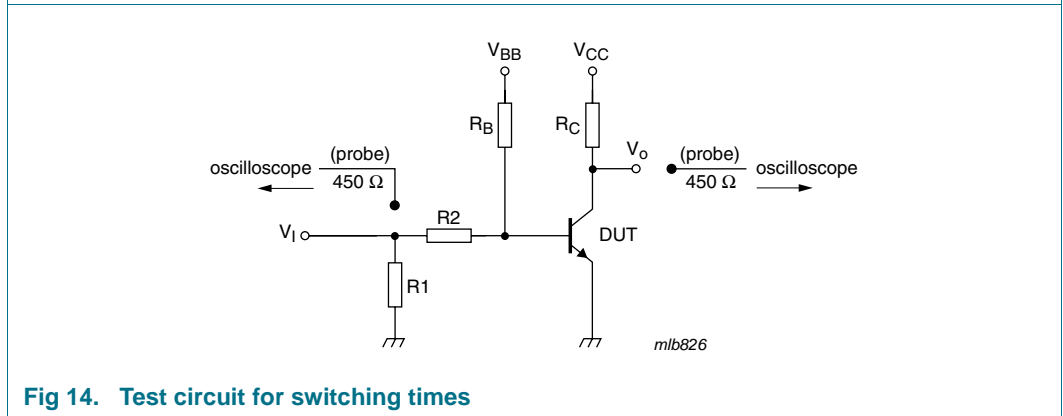 V_BB V_CC
R_B R_C
oscilloscope (probe) 450 Ω
V_o (probe) 450 Ω oscilloscope
R2
V_I
DUT
R1
mlb826
Fig 14. Test circuit for switching times